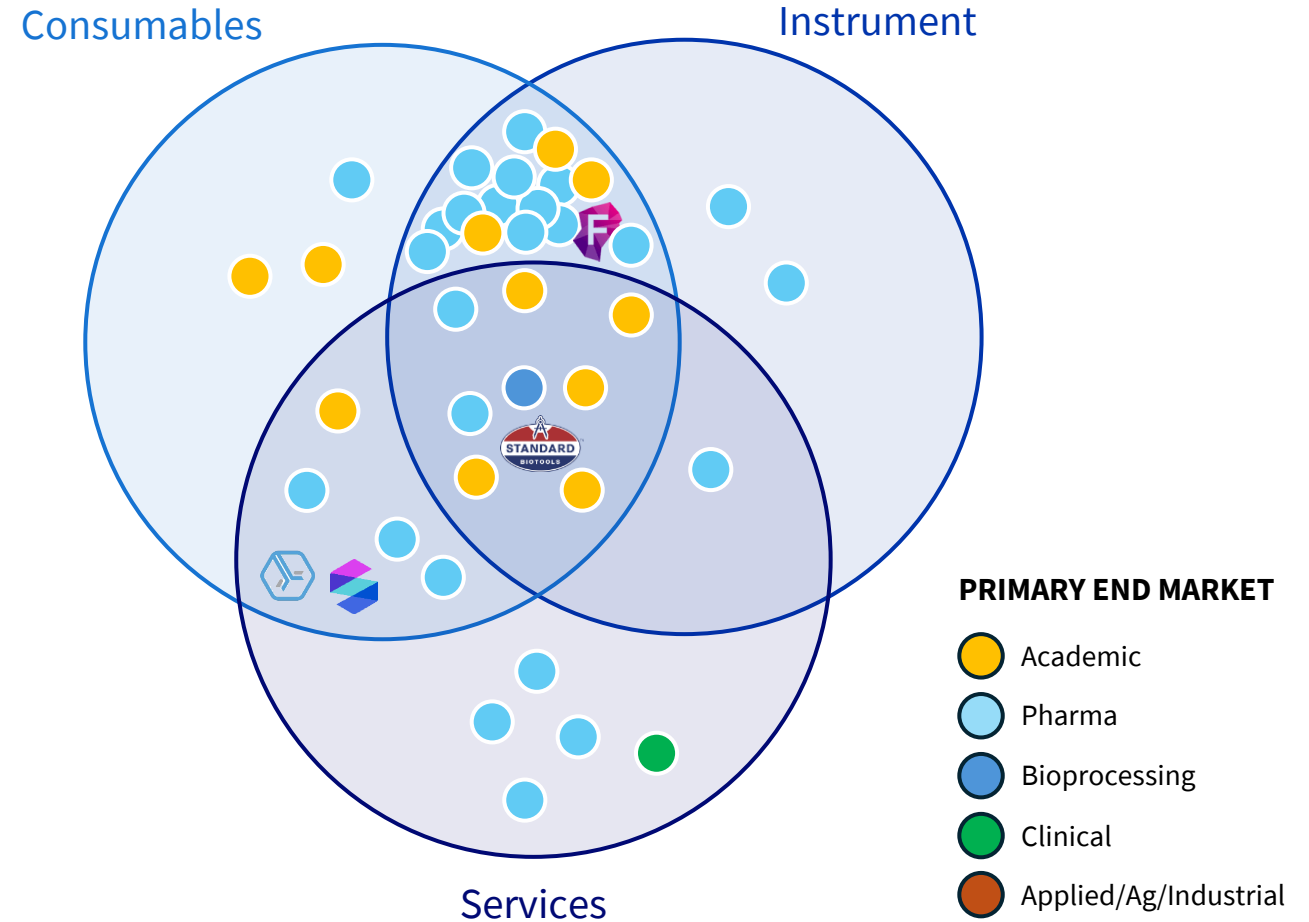 Consumables
Instrument
F
STANDARD
BIOTOOLS
PRIMARY END MARKET
Academic
Pharma
Bioprocessing
Clinical
Applied/Ag/Industrial
Services